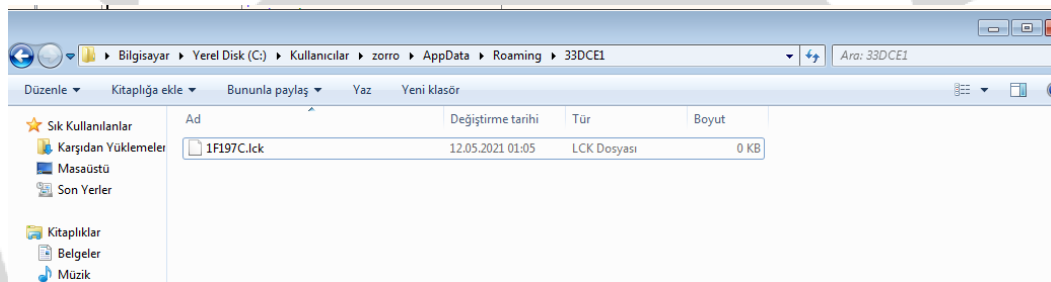 Bilgisayar ▸ Yerel Disk (C:) ▸ Kullanıcılar ▸ zorro ▸ AppData ▸ Roaming ▸ 33DCE1
Ara: 33DCE1
Düzenle Kitaplığa ekle Bununla paylaş Yaz Yeni klasör
Sık Kullanılanlar
Karşıdan Yüklemeler
Masaüstü
Son Yerler
Kitaplıklar
Belgeler
Müzik
Ad Değiştirme tarihi Tür Boyut
1F197C.lck 12.05.2021 01:05 LCK Dosyası 0 KB